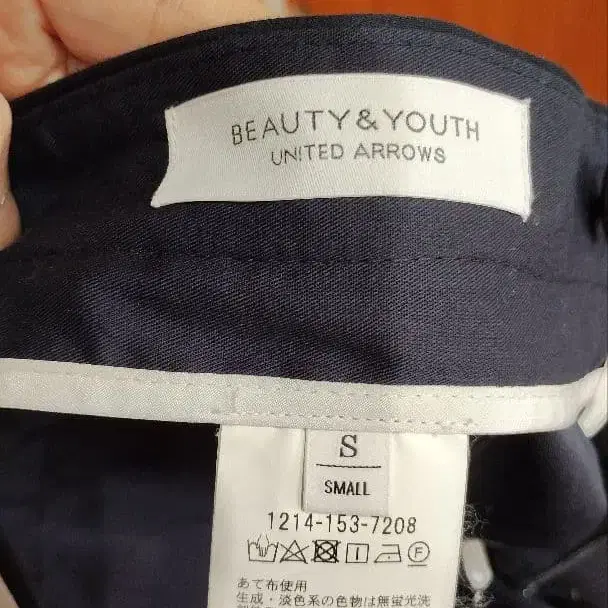 BEAUTY&YOUTH
UNITED ARROWS
S
SMALL
1214-153-7208
あて布使用
生成・淡色系の色物は無蛍光洗